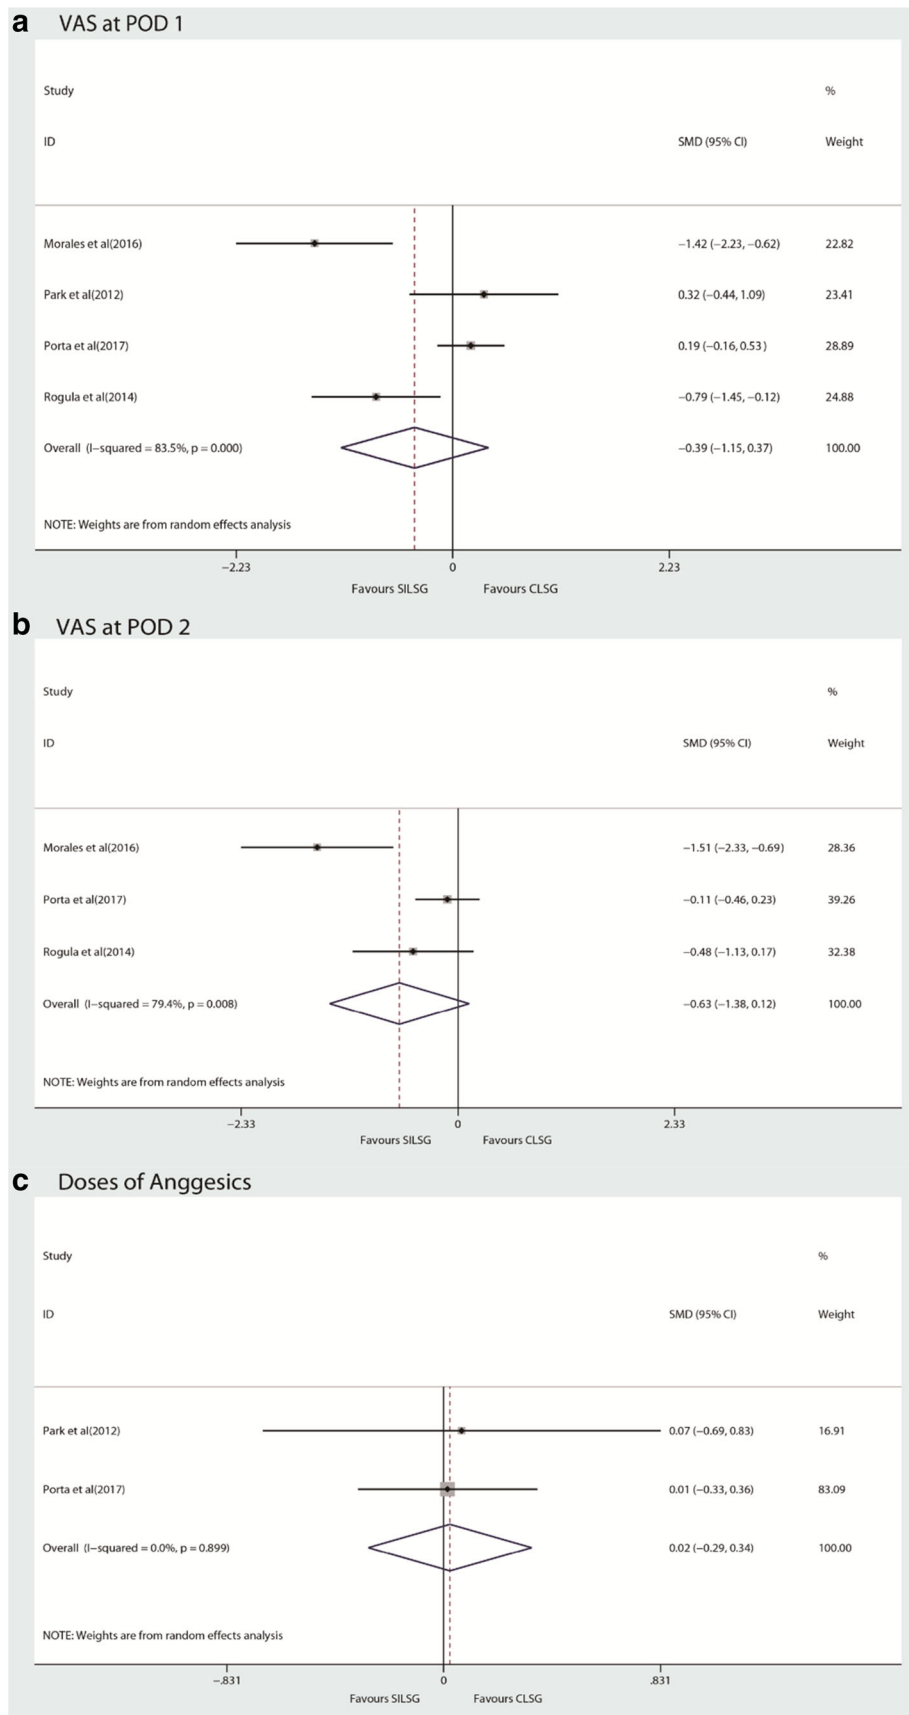 a VAS at POD 1
Study %
ID SMD (95% CI) Weight
Morales et al(2016) −1.42 (−2.23, −0.62) 22.82
Park et al(2012) 0.32 (−0.44, 1.09) 23.41
Porta et al(2017) 0.19 (−0.16, 0.53) 28.89
Rogula et al(2014) −0.79 (−1.45, −0.12) 24.88
Overall (I−squared = 83.5%, p = 0.000) −0.39 (−1.15, 0.37) 100.00
NOTE: Weights are from random effects analysis
−2.23 0 2.23
Favours SILSG Favours CLSG
b VAS at POD 2
Study %
ID SMD (95% CI) Weight
Morales et al(2016) −1.51 (−2.33, −0.69) 28.36
Porta et al(2017) −0.11 (−0.46, 0.23) 39.26
Rogula et al(2014) −0.48 (−1.13, 0.17) 32.38
Overall (I−squared = 79.4%, p = 0.008) −0.63 (−1.38, 0.12) 100.00
NOTE: Weights are from random effects analysis
−2.33 0 2.33
Favours SILSG Favours CLSG
c Doses of Anggesics
Study %
ID SMD (95% CI) Weight
Park et al(2012) 0.07 (−0.69, 0.83) 16.91
Porta et al(2017) 0.01 (−0.33, 0.36) 83.09
Overall (I−squared = 0.0%, p = 0.899) 0.02 (−0.29, 0.34) 100.00
NOTE: Weights are from random effects analysis
−.831 0 .831
Favours SILSG Favours CLSG